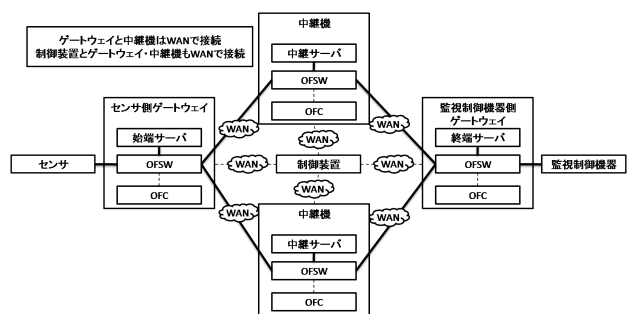 ゲートウェイと中継機はWANで接続
制御装置とゲートウェイ・中継機もWANで接続
中継機
中継サーバ
OFSW
OFC
センサ側ゲートウェイ
始端サーバ
OFSW
OFC
センサ
WAN
WAN
WAN
WAN
制御装置
WAN
WAN
WAN
WAN
監視制御機器側
ゲートウェイ
終端サーバ
OFSW
OFC
監視制御機器
中継機
中継サーバ
OFSW
OFC